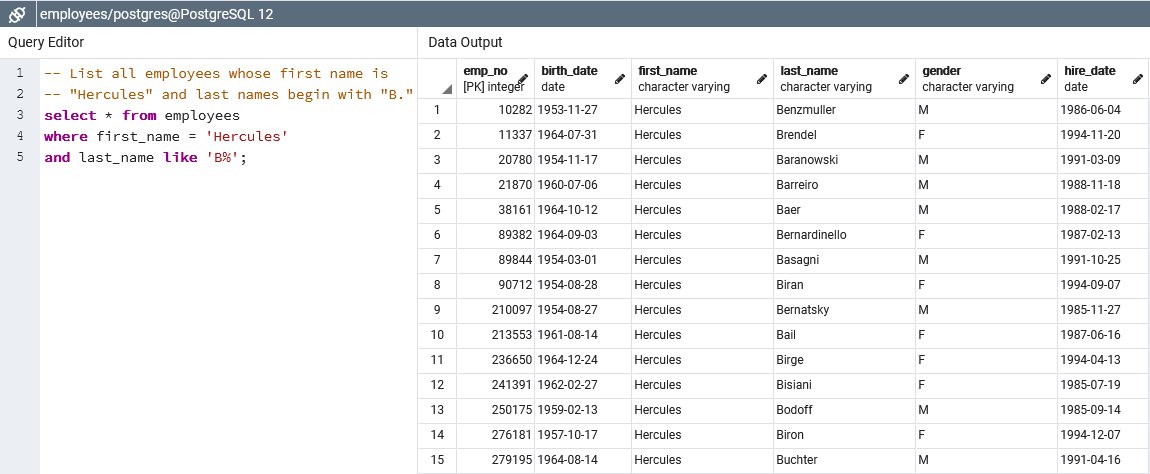 employees/postgres@PostgreSQL 12
Query Editor
1 -- List all employees whose first name is
2 -- "Hercules" and last names begin with "B."
3 select * from employees
4 where first_name = 'Hercules'
5 and last_name like 'B%';
Data Output
emp_no birth_date first_name last_name gender hire_date
[PK] integer date character varying character varying character varying date
1 10282 1953-11-27 Hercules Benzmuller M 1986-06-04
2 11337 1964-07-31 Hercules Brendel F 1994-11-20
3 20780 1954-11-17 Hercules Baranowski M 1991-03-09
4 21870 1960-07-06 Hercules Barreiro M 1988-11-18
5 38161 1964-10-12 Hercules Baer M 1988-02-17
6 89382 1964-09-03 Hercules Bernardinello F 1987-02-13
7 89844 1954-03-01 Hercules Basagni M 1991-10-25
8 90712 1954-08-28 Hercules Biran F 1994-09-07
9 210097 1954-08-27 Hercules Bernatsky M 1985-11-27
10 213553 1961-08-14 Hercules Bail F 1987-06-16
11 236650 1964-12-24 Hercules Birge F 1994-04-13
12 241391 1962-02-27 Hercules Bisiani F 1985-07-19
13 250175 1959-02-13 Hercules Bodoff M 1985-09-14
14 276181 1957-10-17 Hercules Biron F 1994-12-07
15 279195 1964-08-14 Hercules Buchter M 1991-04-16